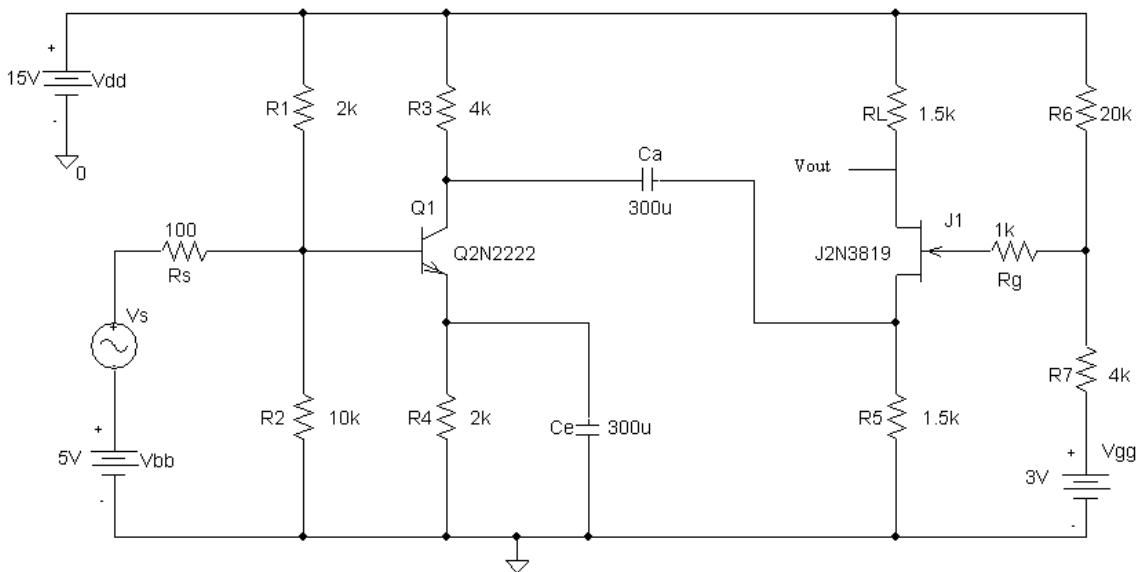 15V
+
-
Vdd
0
R1
2k
R3
4k
RL
1.5k
R6
20k
Ca
300u
Vout
Q1
Q2N2222
J1
J2N3819
1k
Rg
100
Rs
Vs
+
R2
10k
R4
2k
Ce
300u
R5
1.5k
R7
4k
5V
+
-
Vbb
3V
+
-
Vgg